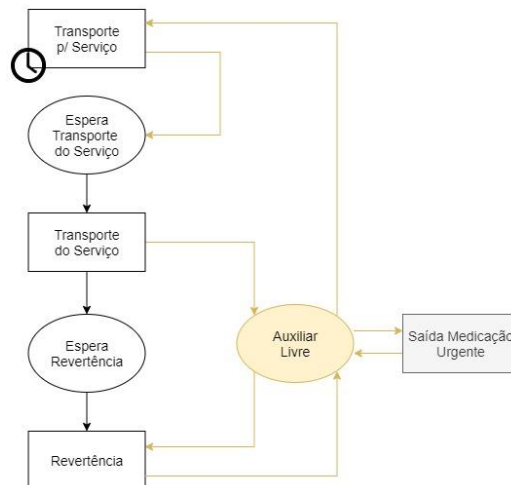 Transporte
p/ Serviço
Espera
Transporte
do Serviço
Transporte
do Serviço
Espera
Revertência
Auxiliar
Livre
Saída Medicação
Urgente
Revertência